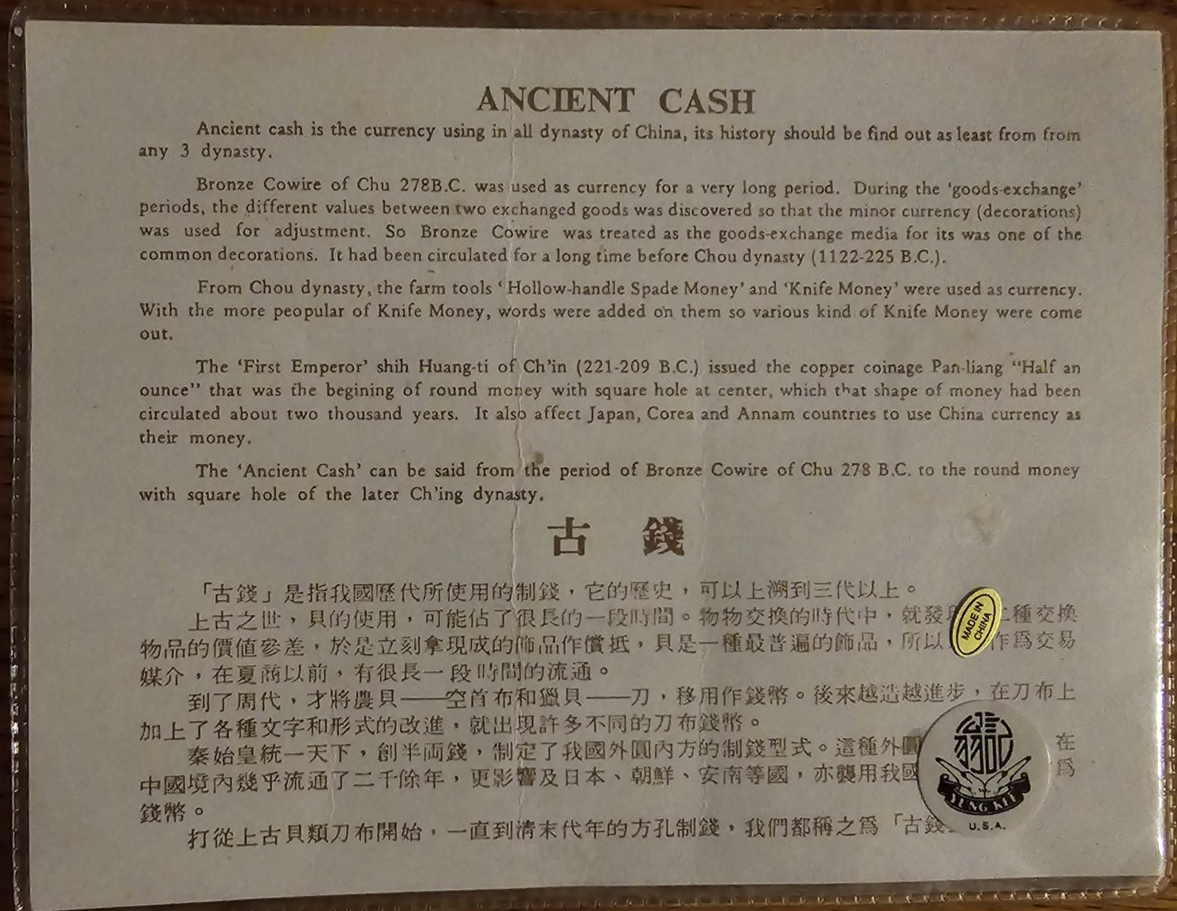 ANCIENT CASH
Ancient cash is the currency using in all dynasty of China, its history should be find out as least from from
any 3 dynasty.
Bronze Cowire of Chu 278B.C. was used as currency for a very long period. During the 'goods-exchange'
periods, the different values between two exchanged goods was discovered so that the minor currency (decorations)
was used for adjustment. So Bronze Cowire was treated as the goods-exchange media for its was one of the
common decorations. It had been circulated for a long time before Chou dynasty (1122-225 B.C.).
From Chou dynasty, the farm tools 'Hollow-handle Spade Money' and 'Knife Money' were used as currency.
With the more peopular of Knife Money, words were added on them so various kind of Knife Money were come
out.
The 'First Emperor' shih Huang-ti of Ch'in (221-209 B.C.) issued the copper coinage Pan-liang "Half an
ounce" that was the begining of round money with square hole at center, which that shape of money had been
circulated about two thousand years. It also affect Japan, Corea and Annam countries to use China currency as
their money.
The 'Ancient Cash' can be said from the period of Bronze Cowire of Chu 278 B.C. to the round money
with square hole of the later Ch'ing dynasty.
古 錢
「古錢」是指我國歷代所使用的制錢,它的歷史,可以上溯到三代以上。
上古之世,貝的使用,可能佔了很長的一段時間。物物交換的時代中,就發 種交換
物品的價值參差,於是立刻拿現成的飾品作償抵,貝是一種最普遍的飾品,所以 作爲交易
媒介,在夏商以前,有很長一段時間的流通。
到了周代,才將農具——空首布和獵具——刀,移用作錢幣。後來越造越進步,在刀布上
加上了各種文字和形式的改進,就出現許多不同的刀布錢幣。
秦始皇統一天下,創半両錢,制定了我國外圓內方的制錢型式。這種外圓 在
中國境內幾乎流通了二千餘年,更影響及日本、朝鮮、安南等國,亦襲用我國 爲
錢幣。
打從上古貝類刀布開始,一直到清末代年的方孔制錢,我們都稱之爲「古錢
MADE IN
CHINA
翁記
YUNG KEE
U.S.A.